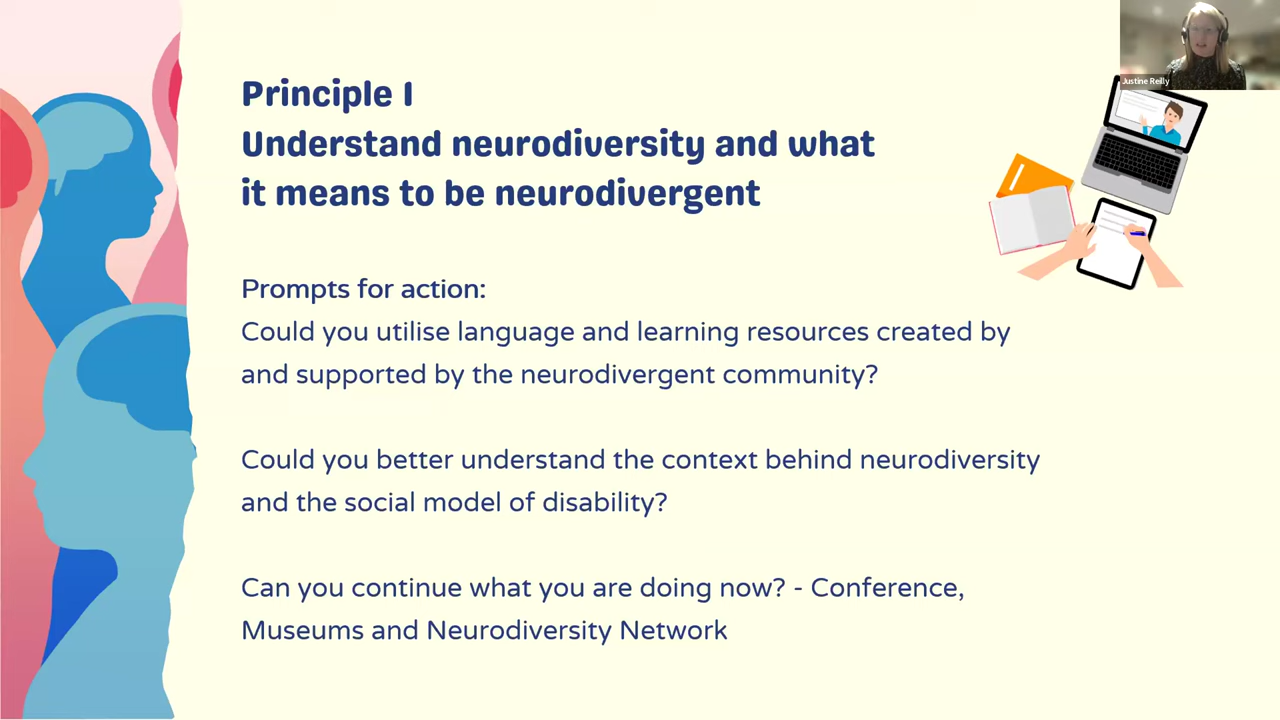 Principle 1
Understand neurodiversity and what
it means to be neurodivergent
Prompts for action:
Could you utilise language and learning resources created by
and supported by the neurodivergent community?
Could you better understand the context behind neurodiversity
and the social model of disability?
Can you continue what you are doing now? - Conference,
Museums and Neurodiversity Network
Justine Reilly